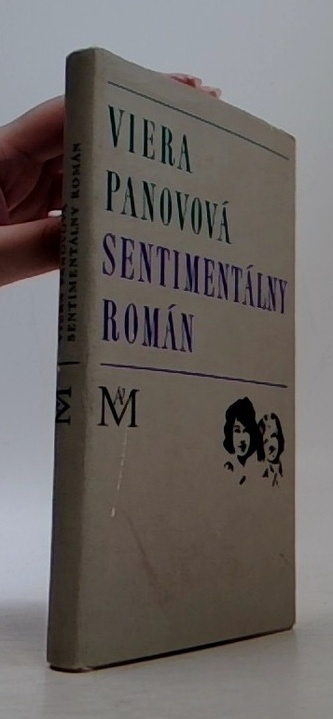 VIERA
PANOVOVÁ
SENTIMENTÁLNY
ROMÁN
M
VIERA PANOVOVÁ
SENTIMENTÁLNY ROMÁN
M